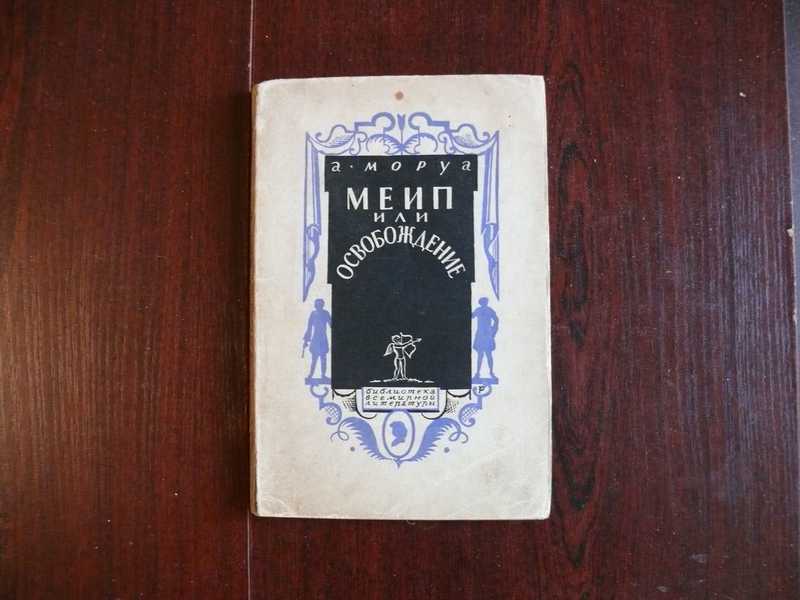 а·моруа
МЕИП
ИЛИ
ОСВОБОЖДЕНИЕ
библиотека
всемирной
литературы